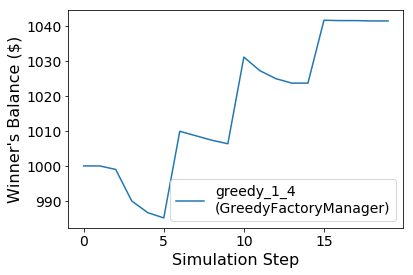 Winner's Balance ($)
1040
1030
1020
1010
1000
990
greedy_1_4
(GreedyFactoryManager)
0
5
10
15
Simulation Step